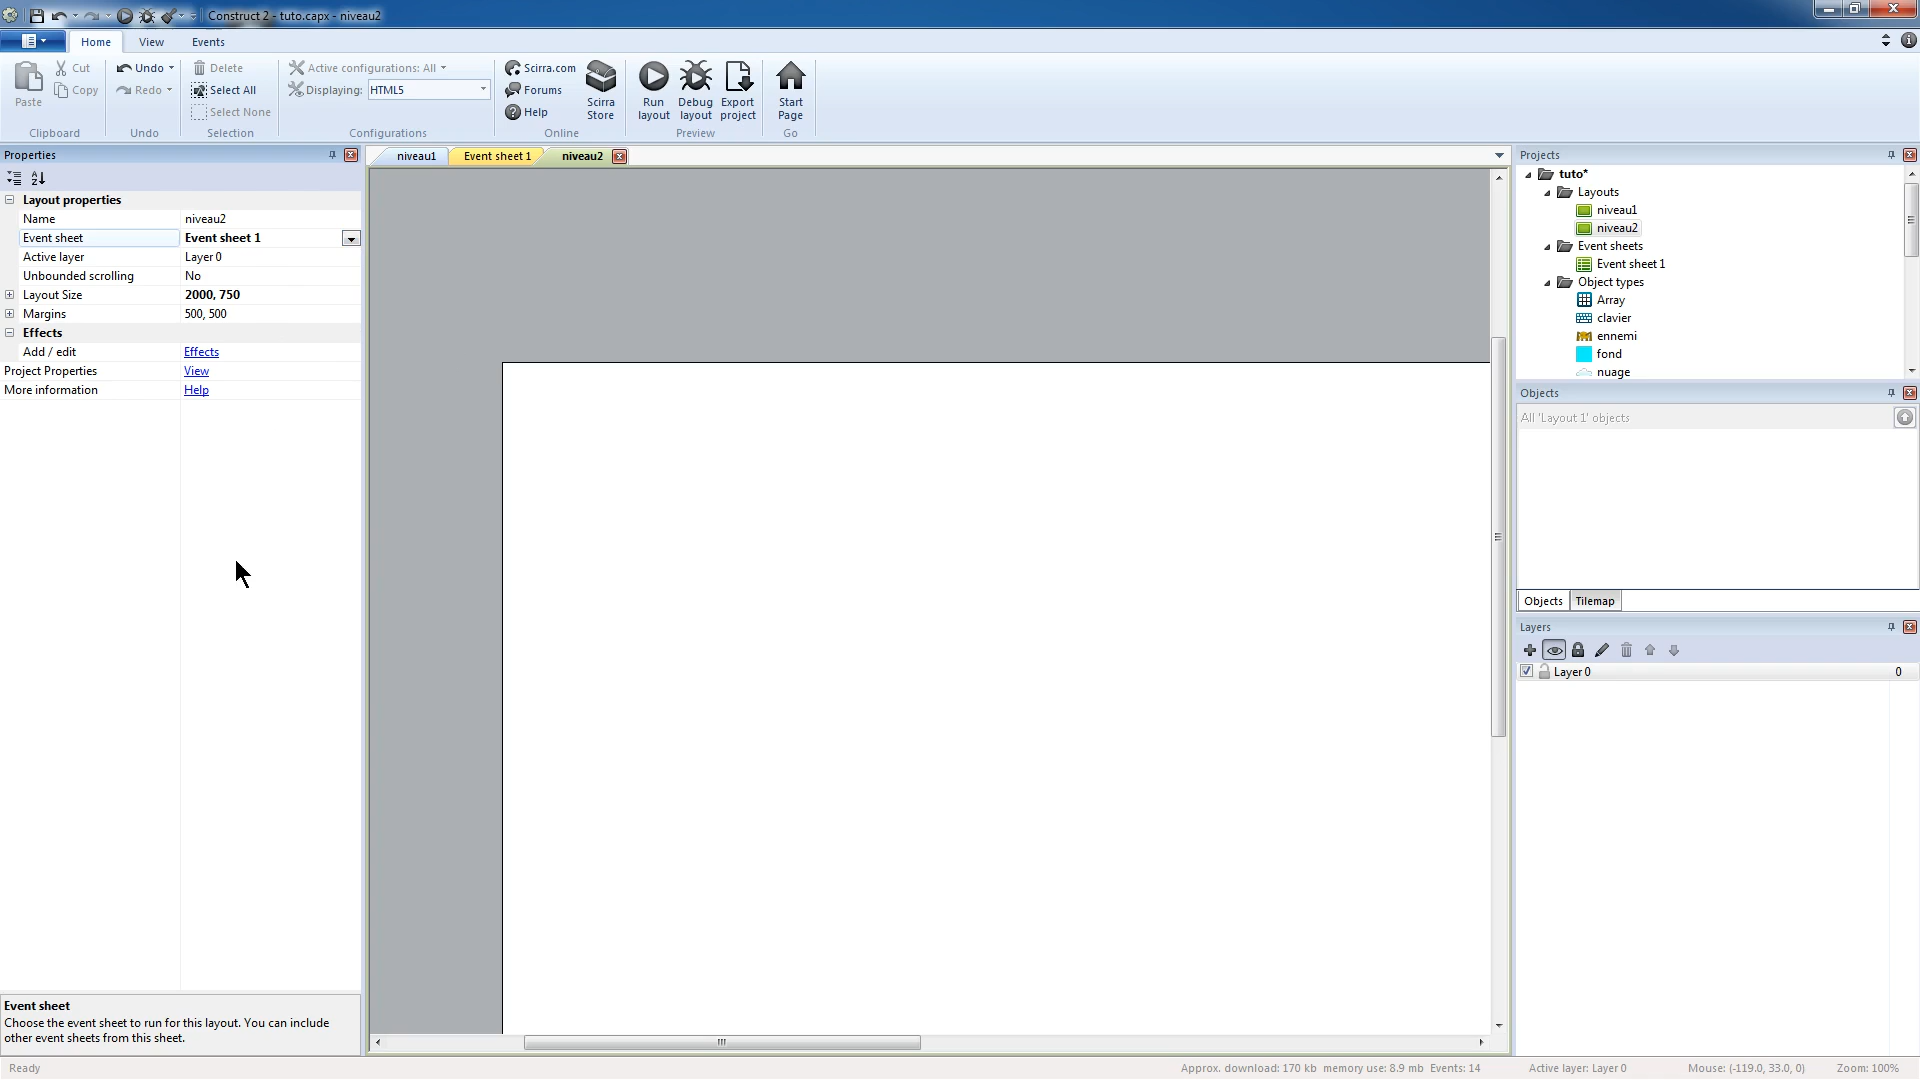 Construct 2 - tuto.capx - niveau2
Home
View
Events
Paste
Cut
Copy
Clipboard
Undo
Redo
Undo
Delete
Select All
Select None
Selection
Active configurations: All
Displaying:
HTML5
Configurations
Scirra.com
Forums
Help
Scirra
Store
Online
Run
layout
Debug
layout
Export
project
Preview
Start
Page
Go
Properties
Layout properties
Name niveau2
Event sheet Event sheet 1
Active layer Layer 0
Unbounded scrolling No
Layout Size 2000, 750
Margins 500, 500
Effects
Add / edit Effects
Project Properties View
More information Help
Event sheet
Choose the event sheet to run for this layout. You can include
other event sheets from this sheet.
niveau1
Event sheet 1
niveau2
Projects
tuto*
Layouts
niveau1
niveau2
Event sheets
Event sheet 1
Object types
Array
clavier
ennemi
fond
nuage
Objects
All 'Layout 1' objects
Objects
Tilemap
Layers
Layer 0 0
Ready
Approx. download: 170 kb memory use: 8.9 mb Events: 14
Active layer: Layer 0
Mouse: (-119.0, 33.0, 0)
Zoom: 100%